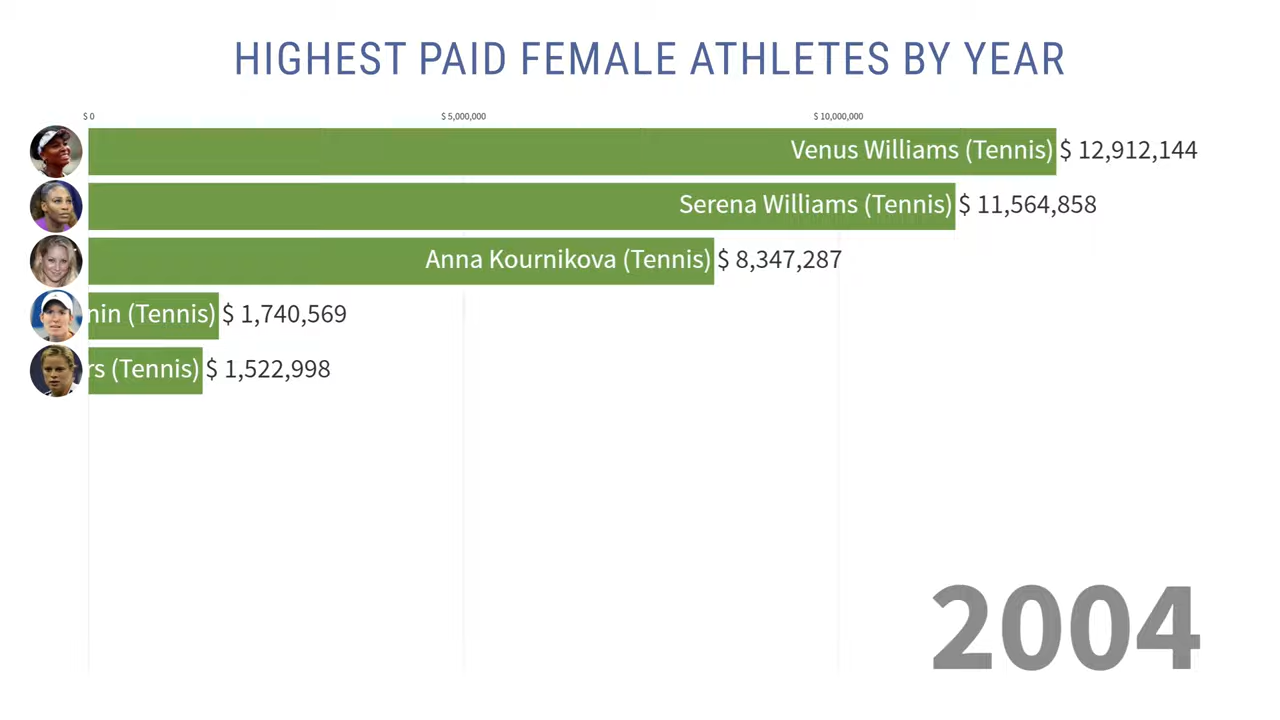 HIGHEST PAID FEMALE ATHLETES BY YEAR
$ 0 $ 5,000,000 $ 10,000,000
Venus Williams (Tennis) $ 12,912,144
Serena Williams (Tennis) $ 11,564,858
Anna Kournikova (Tennis) $ 8,347,287
nin (Tennis) $ 1,740,569
rs (Tennis) $ 1,522,998
2004